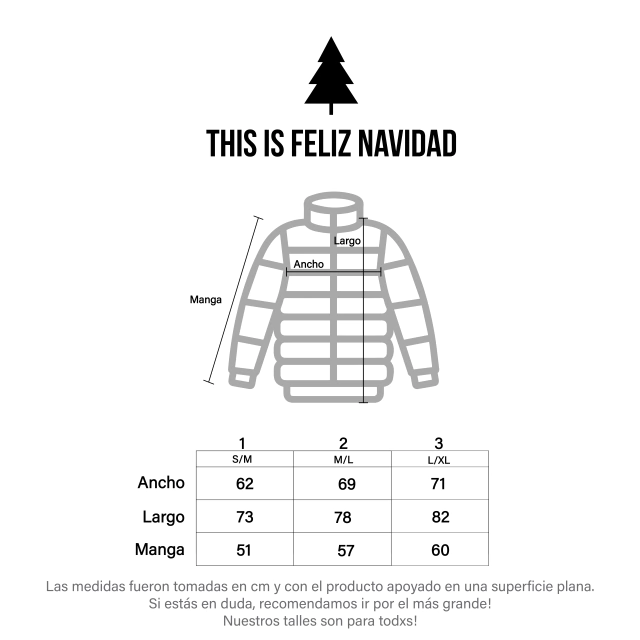 THIS IS FELIZ NAVIDAD
Largo
Ancho
Manga
1 2 3
S/M M/L L/XL
Ancho 62 69 71
Largo 73 78 82
Manga 51 57 60
Las medidas fueron tomadas en cm y con el producto apoyado en una superficie plana.
Si estás en duda, recomendamos ir por el más grande!
Nuestros talles son para todxs!